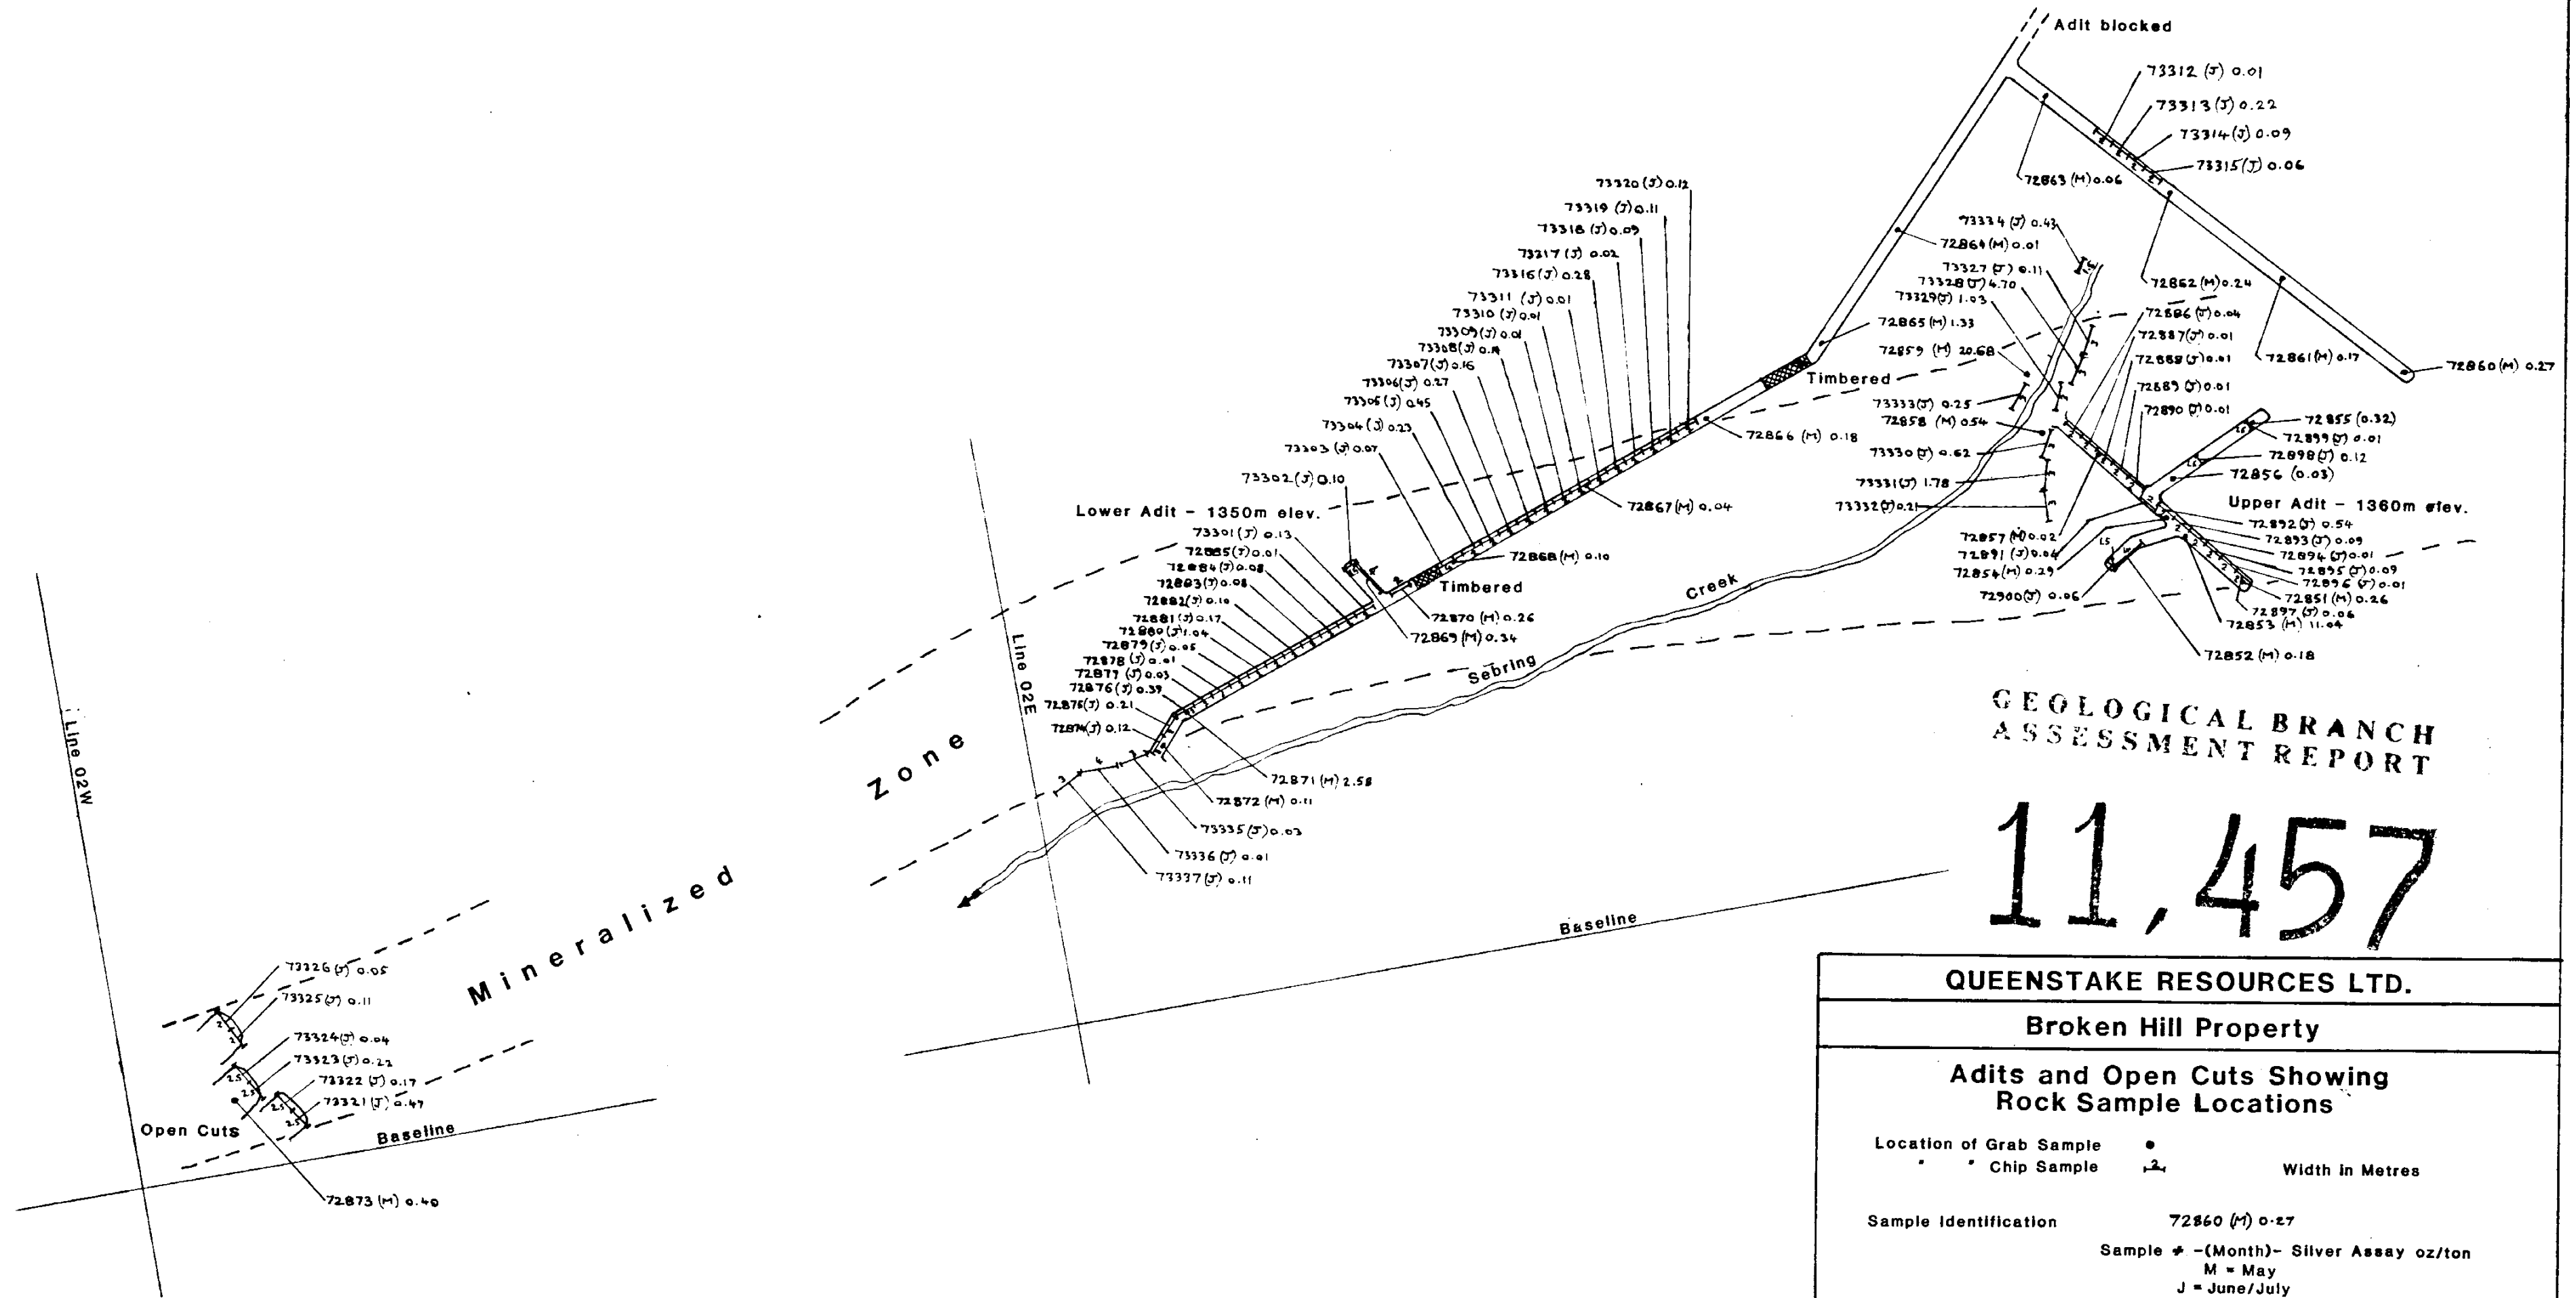 Adit blocked
73312 (J) 0.01
73313 (J) 0.22
73314 (J) 0.09
73315 (J) 0.06
72863 (M) 0.06
73320 (J) 0.12
73319 (J) 0.11
73318 (J) 0.09
73317 (J) 0.02
73316 (J) 0.28
73311 (J) 0.01
73310 (J) 0.01
73309 (J) 0.01
73308 (J)
73307 (J) 0.16
73306 (J) 0.27
73305 (J) 0.45
73304 (J) 0.23
73303 (J) 0.07
73302 (J) 0.10
73334 (J) 0.43
72864 (M) 0.01
73327 (J) 0.11
73328 (J) 4.70
73329 (J) 1.03
72865 (M) 1.33
72859 (M) 20.68
Timbered
73333 (J) 0.25
72858 (M) 0.54
72866 (M) 0.18
73330 (J) 0.62
73331 (J) 1.78
73332 (J) 0.21
72862 (M) 0.24
72886 (J) 0.04
72887 (J) 0.01
72888 (J) 0.01
72889 (J) 0.01
72890 (J) 0.01
72861 (M) 0.17
72860 (M) 0.27
72855 (0.32)
72899 (J) 0.01
72898 (J) 0.12
72856 (0.03)
Upper Adit - 1360m elev.
72892 (J) 0.54
72893 (J) 0.09
72894 (J) 0.01
72895 (J) 0.09
72896 (J) 0.01
72851 (M) 0.26
72897 (J) 0.06
72853 (M) 11.04
72852 (M) 0.18
72857 (M) 0.02
72891 (J) 0.04
72854 (M) 0.29
72900 (J) 0.06
72867 (M) 0.04
72868 (M) 0.10
Timbered
72870 (M) 0.26
72869 (M) 0.34
Lower Adit - 1350m elev.
73301 (J) 0.13
72885 (J) 0.01
72884 (J) 0.08
72883 (J) 0.08
72882 (J) 0.10
72881 (J) 0.17
72880 (J) 1.04
72879 (J) 0.05
72878 (J) 0.01
72877 (J) 0.03
72876 (J) 0.39
72875 (J) 0.21
72874 (J) 0.12
72871 (M) 2.58
72872 (M) 0.11
73335 (J) 0.03
73336 (J) 0.01
73337 (J) 0.11
Sebring Creek
Line 02E
Line 02W
Mineralized Zone
Baseline
73326 (J) 0.05
73325 (J) 0.11
73324 (J) 0.04
73323 (J) 0.22
73322 (J) 0.17
73321 (J) 0.47
Open Cuts
Baseline
72873 (M) 0.40
GEOLOGICAL BRANCH
ASSESSMENT REPORT
11,457
QUEENSTAKE RESOURCES LTD.
Broken Hill Property
Adits and Open Cuts Showing
Rock Sample Locations
Location of Grab Sample
" " Chip Sample 2 Width in Metres
Sample Identification 72860 (M) 0.27
Sample # -(Month)- Silver Assay oz/ton
M = May
J = June/July